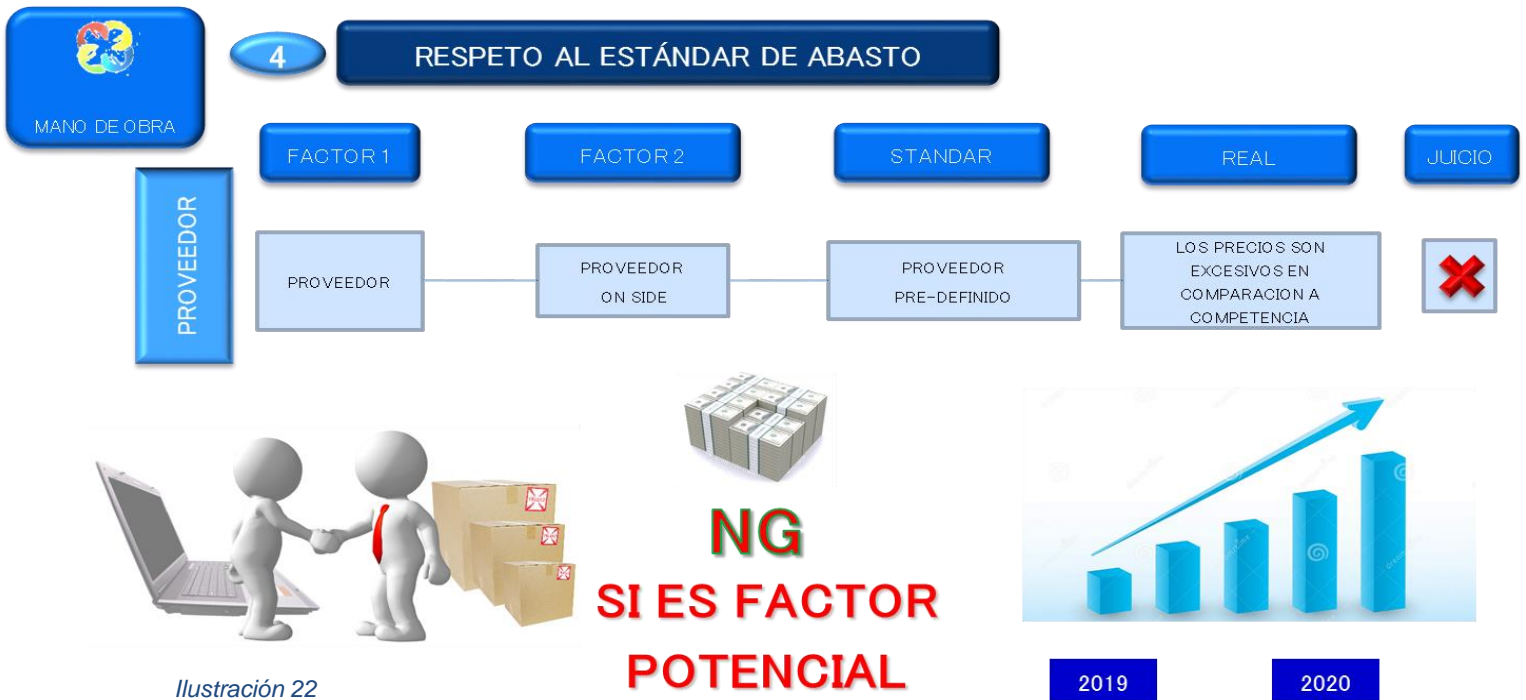 4
RESPETO AL ESTÁNDAR DE ABASTO
MANO DE OBRA
FACTOR 1
FACTOR 2
STANDAR
REAL
JUICIO
PROVEEDOR
PROVEEDOR
PROVEEDOR
ON SIDE
PROVEEDOR
PRE-DEFINIDO
LOS PRECIOS SON
EXCESIVOS EN
COMPARACION A
COMPETENCIA
NG
SI ES FACTOR
POTENCIAL
2019
2020
Ilustración 22